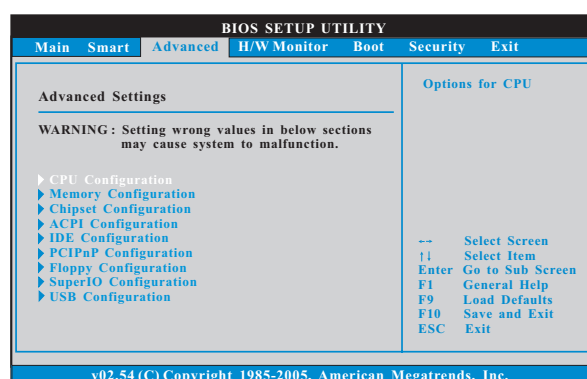 BIOS SETUP UTILITY
Main Smart Advanced H/W Monitor Boot Security Exit
Advanced Settings
WARNING : Setting wrong values in below sections
may cause system to malfunction.
CPU Configuration
Memory Configuration
Chipset Configuration
ACPI Configuration
IDE Configuration
PCIPnP Configuration
Floppy Configuration
SuperIO Configuration
USB Configuration
Options for CPU
←→ Select Screen
↑↓ Select Item
Enter Go to Sub Screen
F1 General Help
F9 Load Defaults
F10 Save and Exit
ESC Exit
v02.54 (C) Copyright 1985-2005, American Megatrends, Inc.